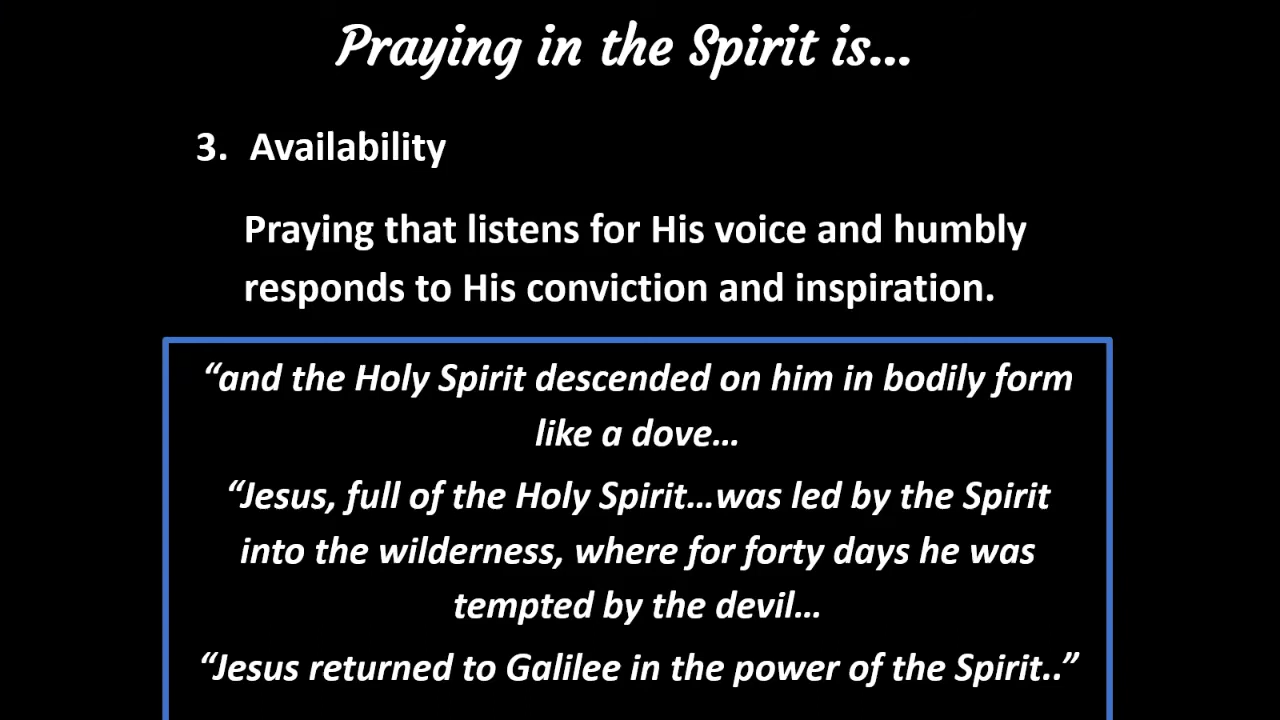 Praying in the Spirit is...
3. Availability
Praying that listens for His voice and humbly
responds to His conviction and inspiration.
“and the Holy Spirit descended on him in bodily form
like a dove…
“Jesus, full of the Holy Spirit…was led by the Spirit
into the wilderness, where for forty days he was
tempted by the devil…
“Jesus returned to Galilee in the power of the Spirit..”